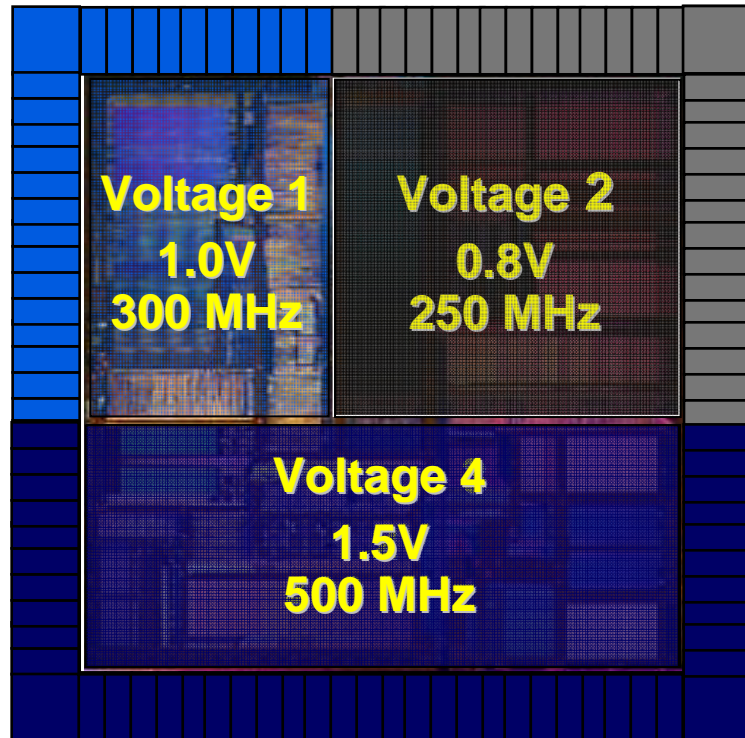 Voltage 1
1.0V
300 MHz
Voltage 2
0.8V
250 MHz
Voltage 4
1.5V
500 MHz